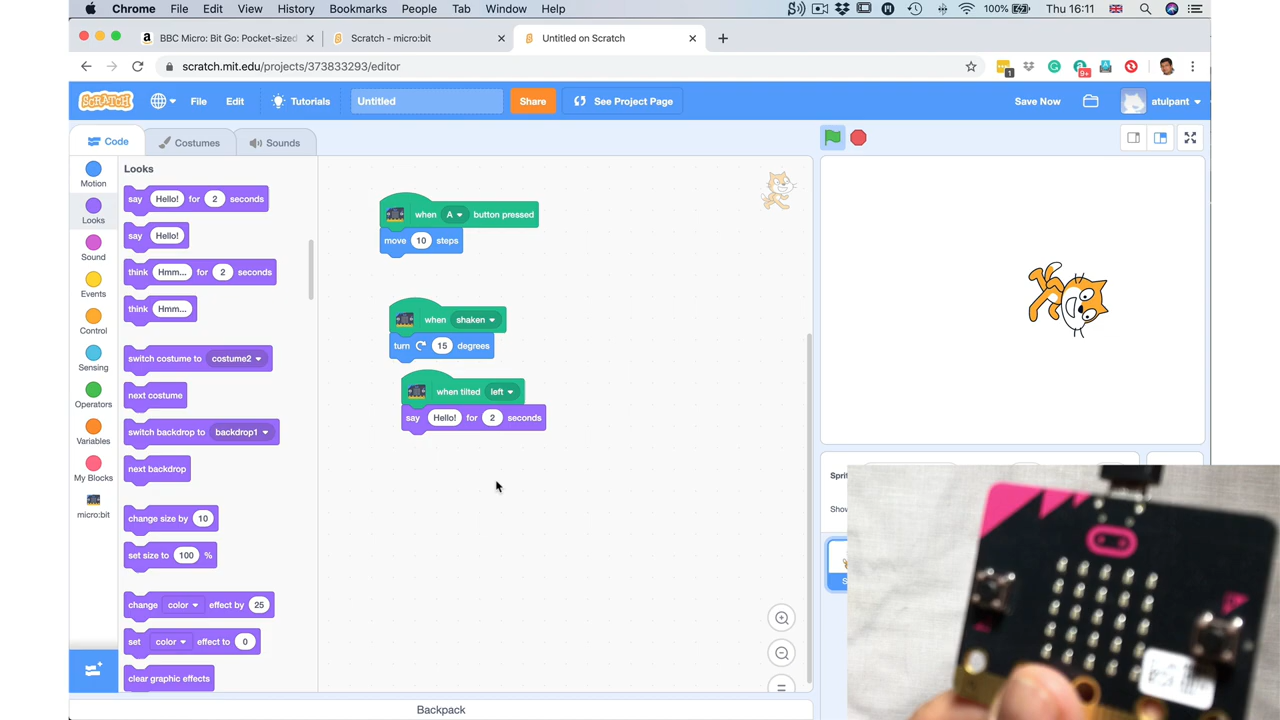 Chrome File Edit View History Bookmarks People Tab Window Help 100% Thu 16:11
BBC Micro: Bit Go: Pocket-sized
Scratch - micro:bit
Untitled on Scratch
scratch.mit.edu/projects/373833293/editor
1
9+
SCRATCH
File Edit Tutorials
Untitled
Share
See Project Page
Save Now
atulpant
Code
Costumes
Sounds
Motion
Looks
Sound
Events
Control
Sensing
Operators
Variables
My Blocks
micro:bit
Looks
say Hello! for 2 seconds
say Hello!
think Hmm... for 2 seconds
think Hmm...
switch costume to costume2
next costume
switch backdrop to backdrop1
next backdrop
change size by 10
set size to 100 %
change color effect by 25
set color effect to 0
clear graphic effects
when A button pressed
move 10 steps
when shaken
turn 15 degrees
when tilted left
say Hello! for 2 seconds
Backpack